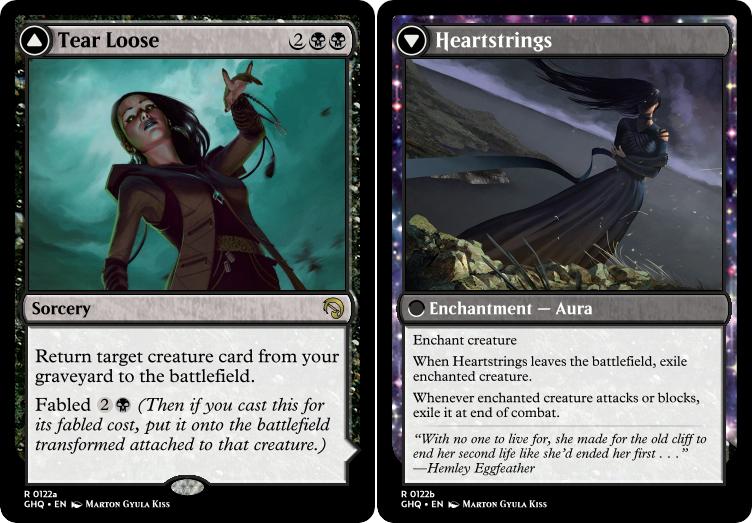 Tear Loose
2
Sorcery
Return target creature card from your
graveyard to the battlefield.
Fabled 2 (Then if you cast this for
its fabled cost, put it onto the battlefield
transformed attached to that creature.)
R 0122a
GHQ • EN Marton Gyula Kiss
Heartstrings
Enchantment — Aura
Enchant creature
When Heartstrings leaves the battlefield, exile
enchanted creature.
Whenever enchanted creature attacks or blocks,
exile it at end of combat.
“With no one to live for, she made for the old cliff to
end her second life like she’d ended her first . . .”
—Hemley Eggfeather
R 0122b
GHQ • EN Marton Gyula Kiss